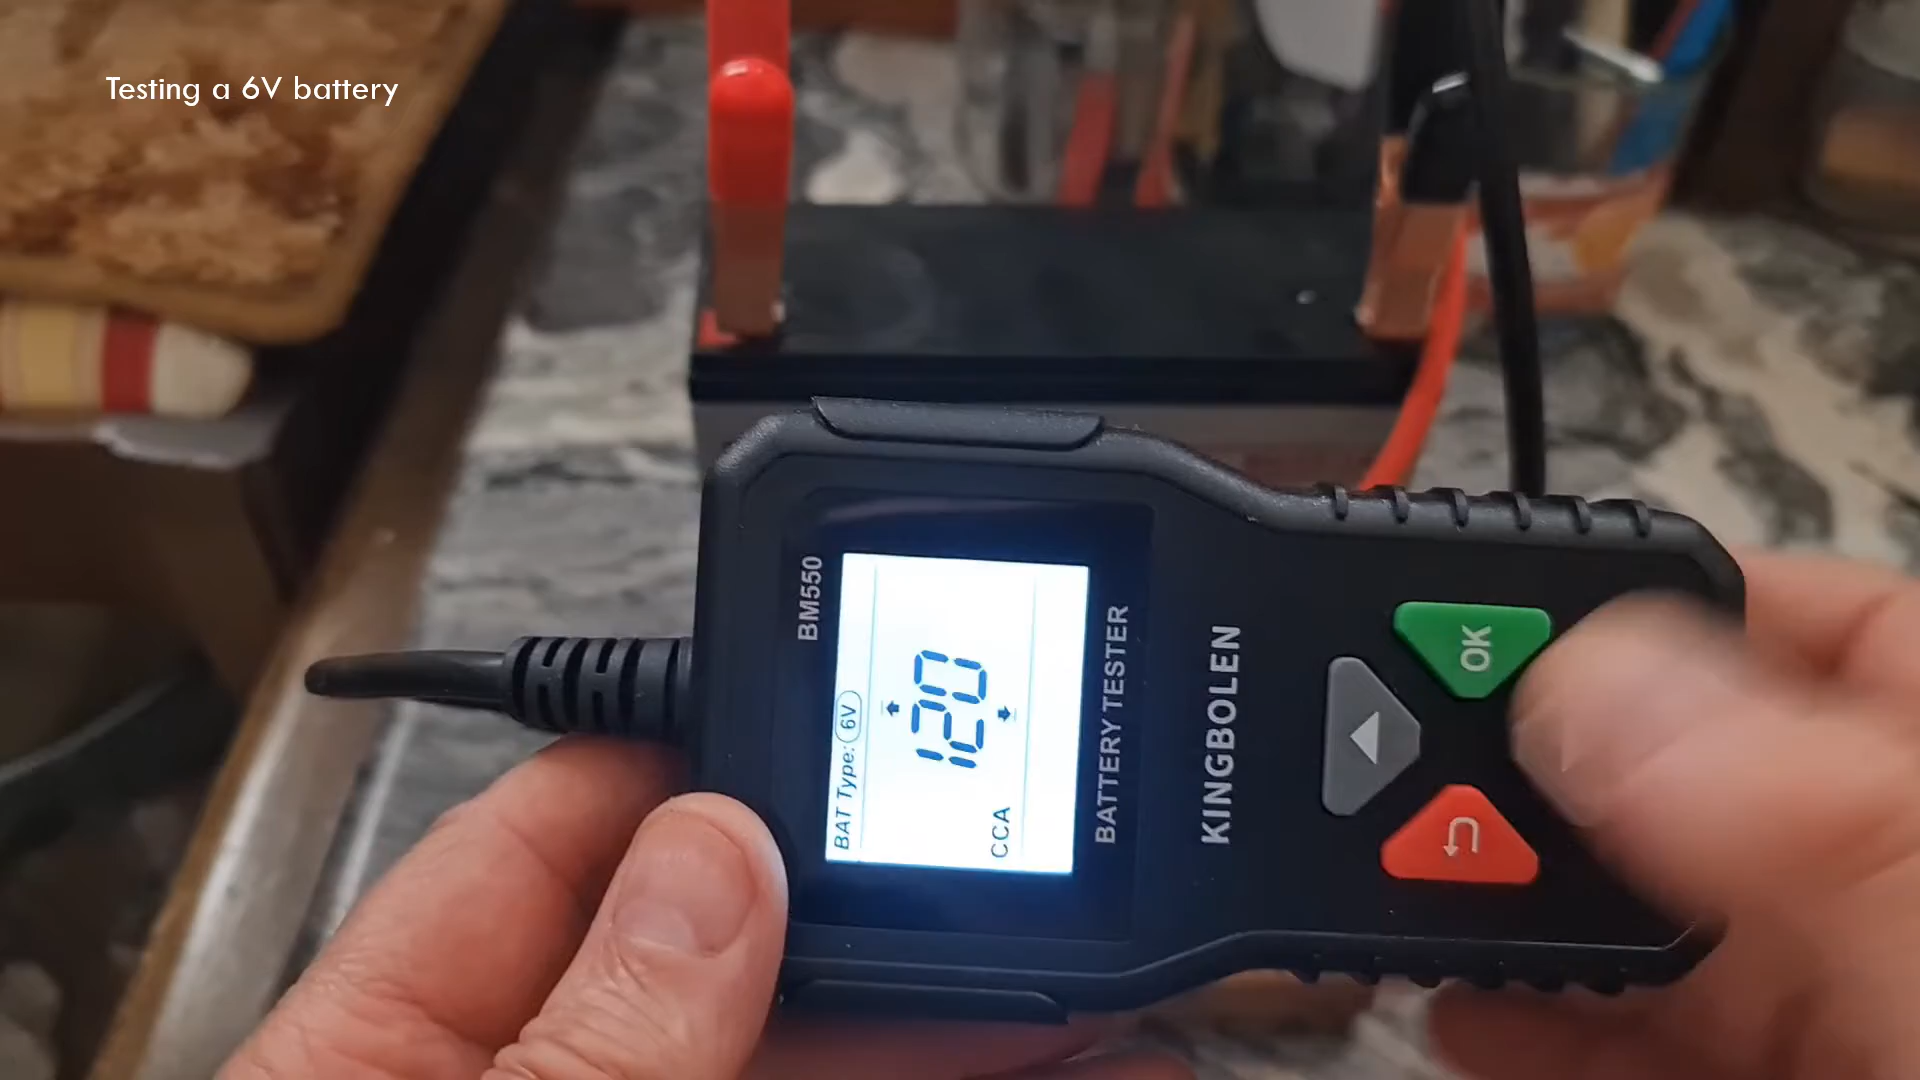 Testing a 6V battery
BM550
BAT Type: 6V
120
CCA
BATTERY TESTER
KINGBOLEN
OK